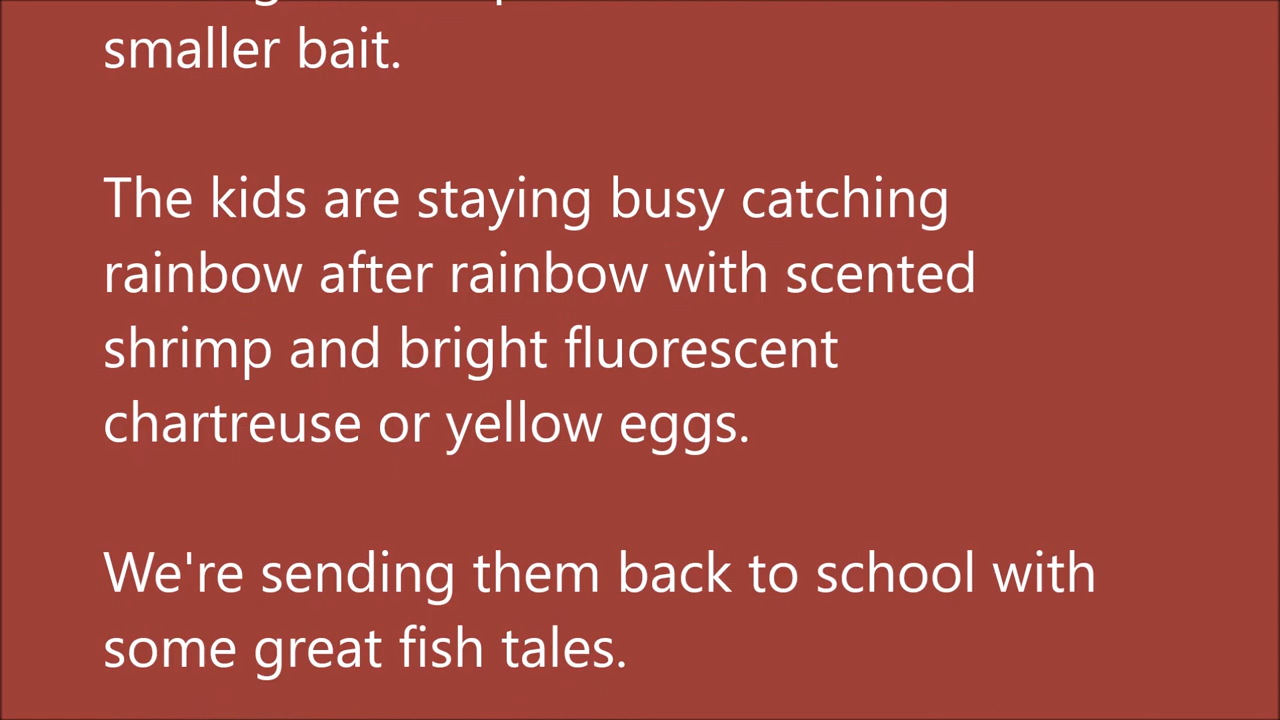 smaller bait.
The kids are staying busy catching
rainbow after rainbow with scented
shrimp and bright fluorescent
chartreuse or yellow eggs.
We're sending them back to school with
some great fish tales.